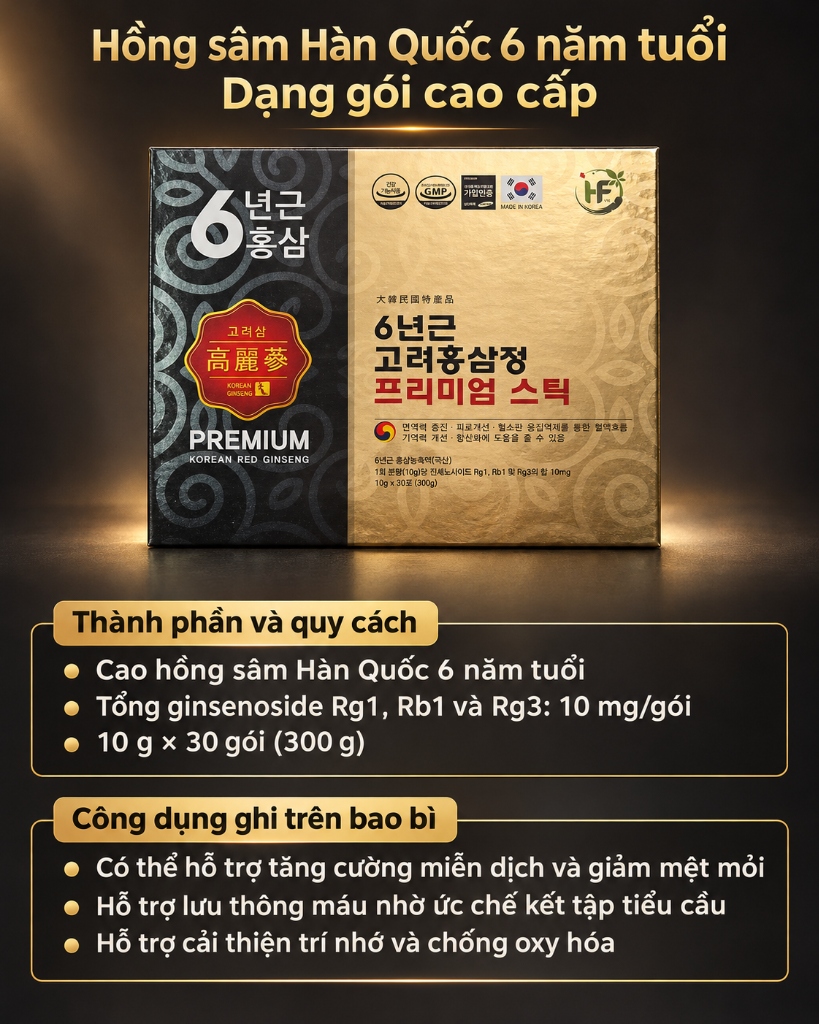 Hồng sâm Hàn Quốc 6 năm tuổi
Dạng gói cao cấp
6년근
홍삼
건강
기능식품
GMP
가입인증
MADE IN KOREA
HF
고려삼
高麗蔘
KOREAN
GINSENG
PREMIUM
KOREAN RED GINSENG
大韓民國特産品
6년근
고려홍삼정
프리미엄 스틱
면역력 증진 · 피로개선 · 혈소판 응집억제를 통한 혈액흐름
기억력 개선 · 항산화에 도움을 줄 수 있음
6년근 홍삼농축액(국산)
1회 분량(10g)당 진세노사이드 Rg1, Rb1 및 Rg3의 합 10mg
10g x 30포 (300g)
Thành phần và quy cách
Cao hồng sâm Hàn Quốc 6 năm tuổi
Tổng ginsenoside Rg1, Rb1 và Rg3: 10 mg/gói
10 g × 30 gói (300 g)
Công dụng ghi trên bao bì
Có thể hỗ trợ tăng cường miễn dịch và giảm mệt mỏi
Hỗ trợ lưu thông máu nhờ ức chế kết tập tiểu cầu
Hỗ trợ cải thiện trí nhớ và chống oxy hóa